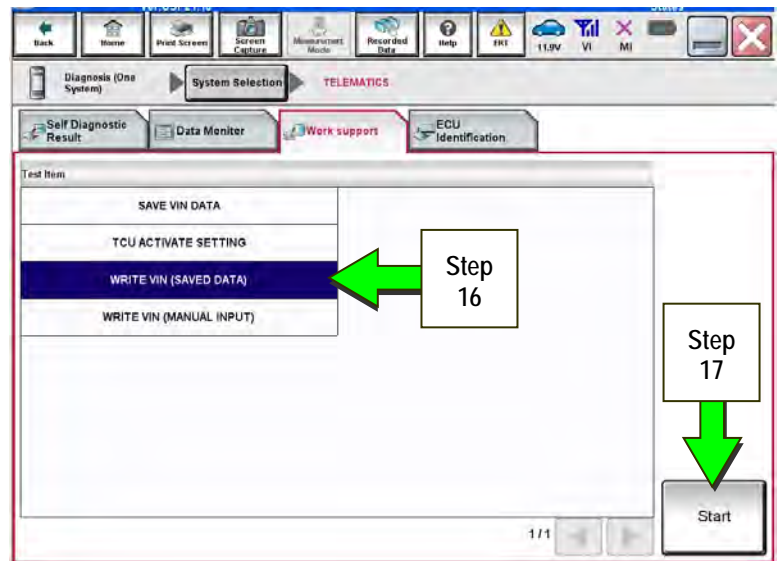 Back
Home
Print Screen
Screen
Capture
Measurement
Mode
Recorded
Data
Help
ERT
11.9V
VI
MI
Diagnosis (One
System)
System Selection
TELEMATICS
Self Diagnostic
Result
Data Monitor
Work support
ECU
Identification
Test Item
SAVE VIN DATA
TCU ACTIVATE SETTING
WRITE VIN (SAVED DATA)
WRITE VIN (MANUAL INPUT)
Step
16
Step
17
Start
1/1